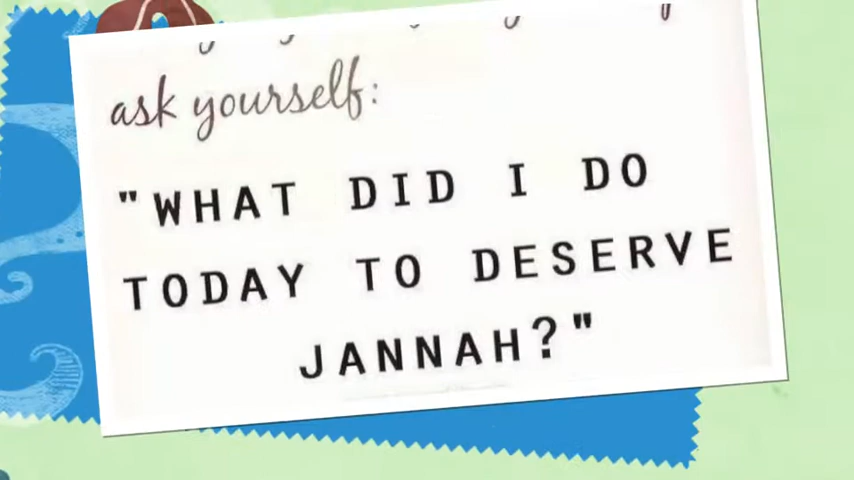 ask yourself:
"WHAT DID I DO
TODAY TO DESERVE
JANNAH?"